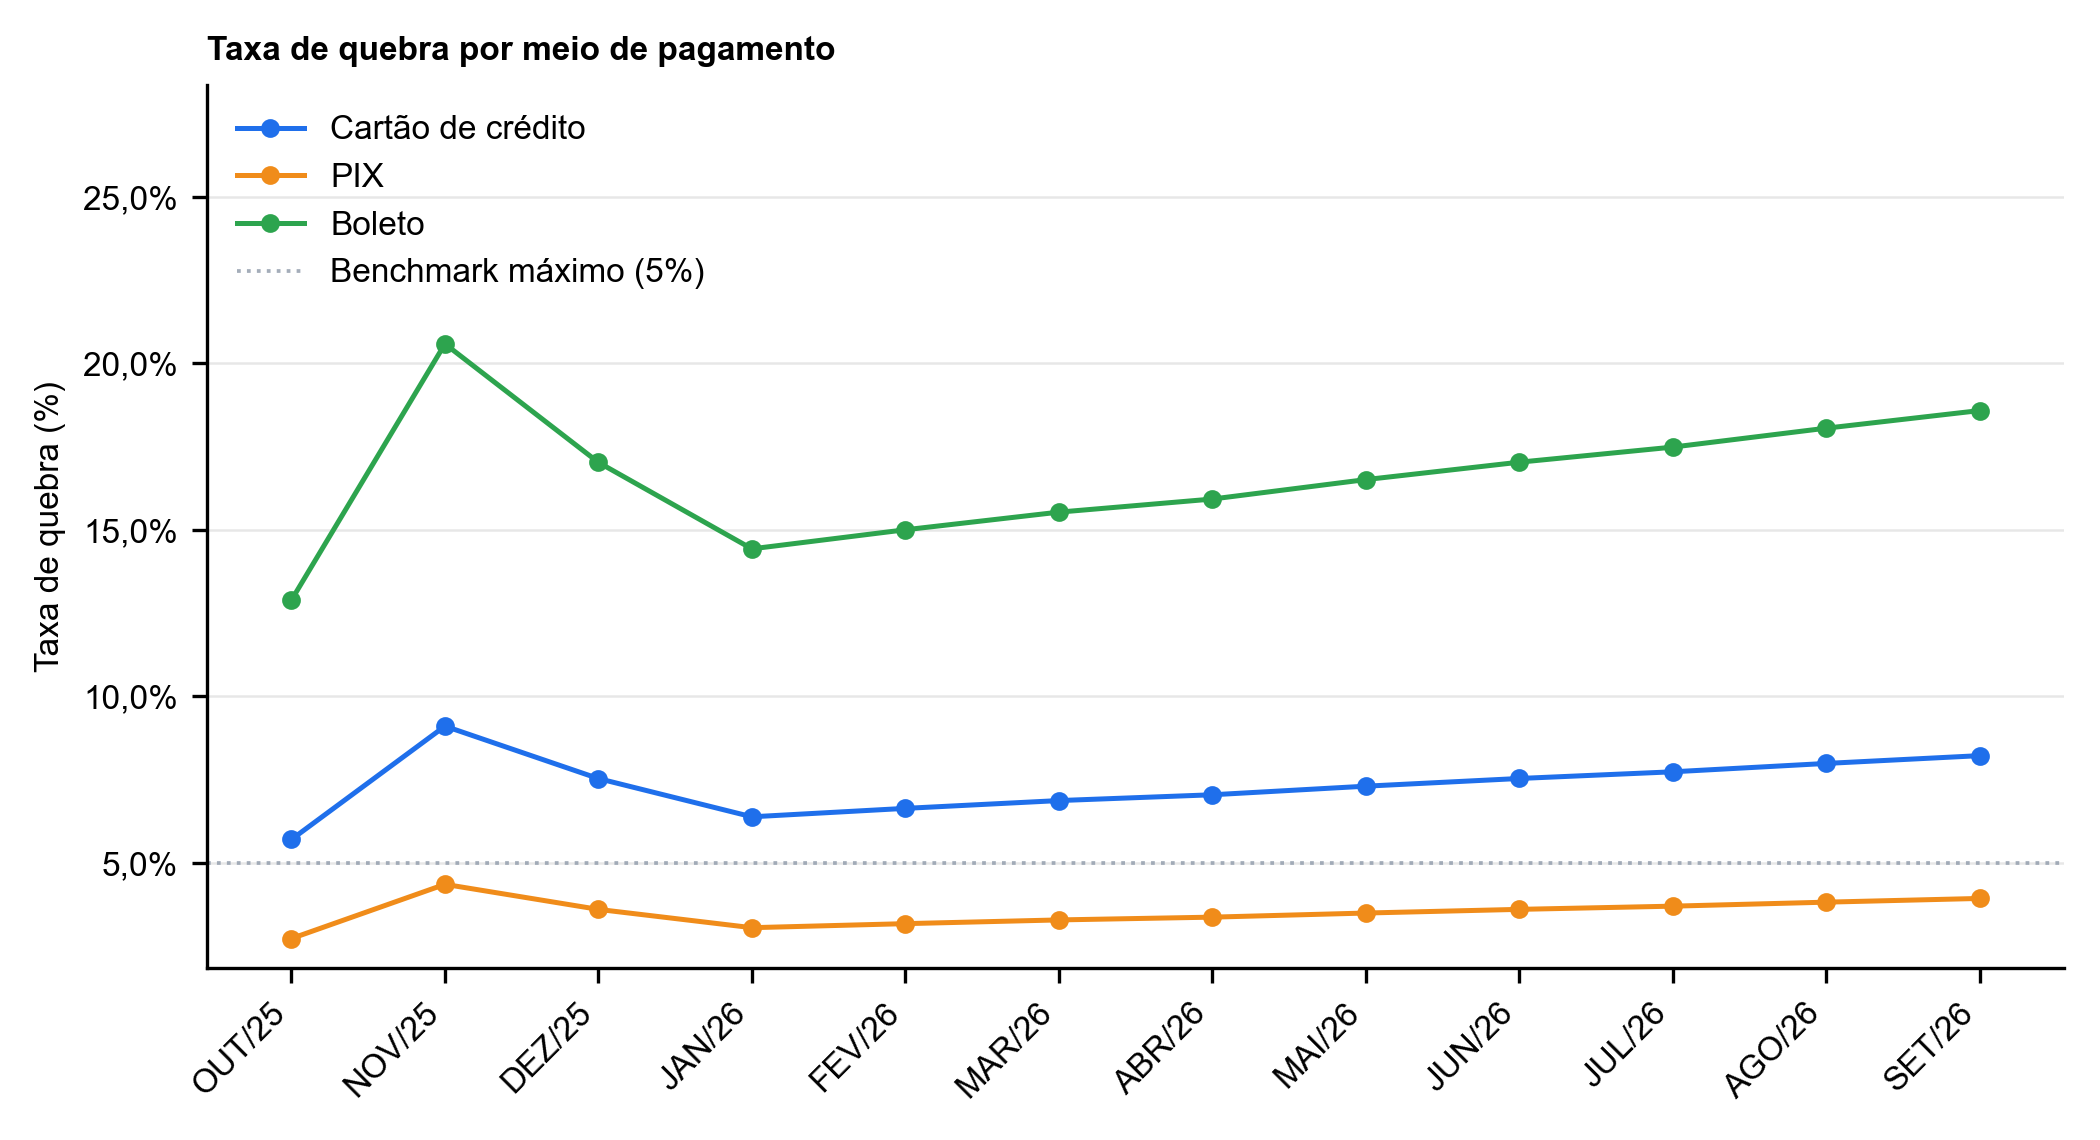 Taxa de quebra por meio de pagamento
Cartão de crédito
PIX
Boleto
Benchmark máximo (5%)
Taxa de quebra (%)
25,0%
20,0%
15,0%
10,0%
5,0%
OUT/25
NOV/25
DEZ/25
JAN/26
FEV/26
MAR/26
ABR/26
MAI/26
JUN/26
JUL/26
AGO/26
SET/26